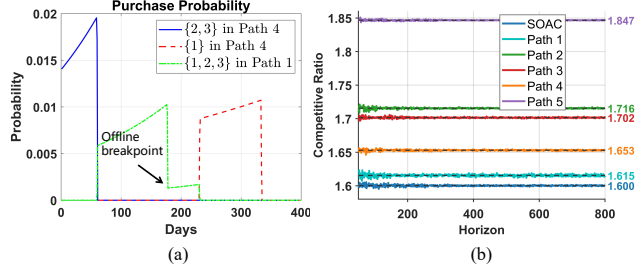 Purchase Probability
0.02
0.015
0.01
0.005
0
Probability
{2, 3} in Path 4
{1} in Path 4
{1, 2, 3} in Path 1
Offline
breakpoint
0 100 200 300 400
Days
(a)
1.85
1.8
1.75
1.7
1.65
1.6
Competitive Ratio
SOAC
Path 1
Path 2
Path 3
Path 4
Path 5
1.847
1.716
1.702
1.653
1.615
1.600
200 400 600 800
Horizon
(b)